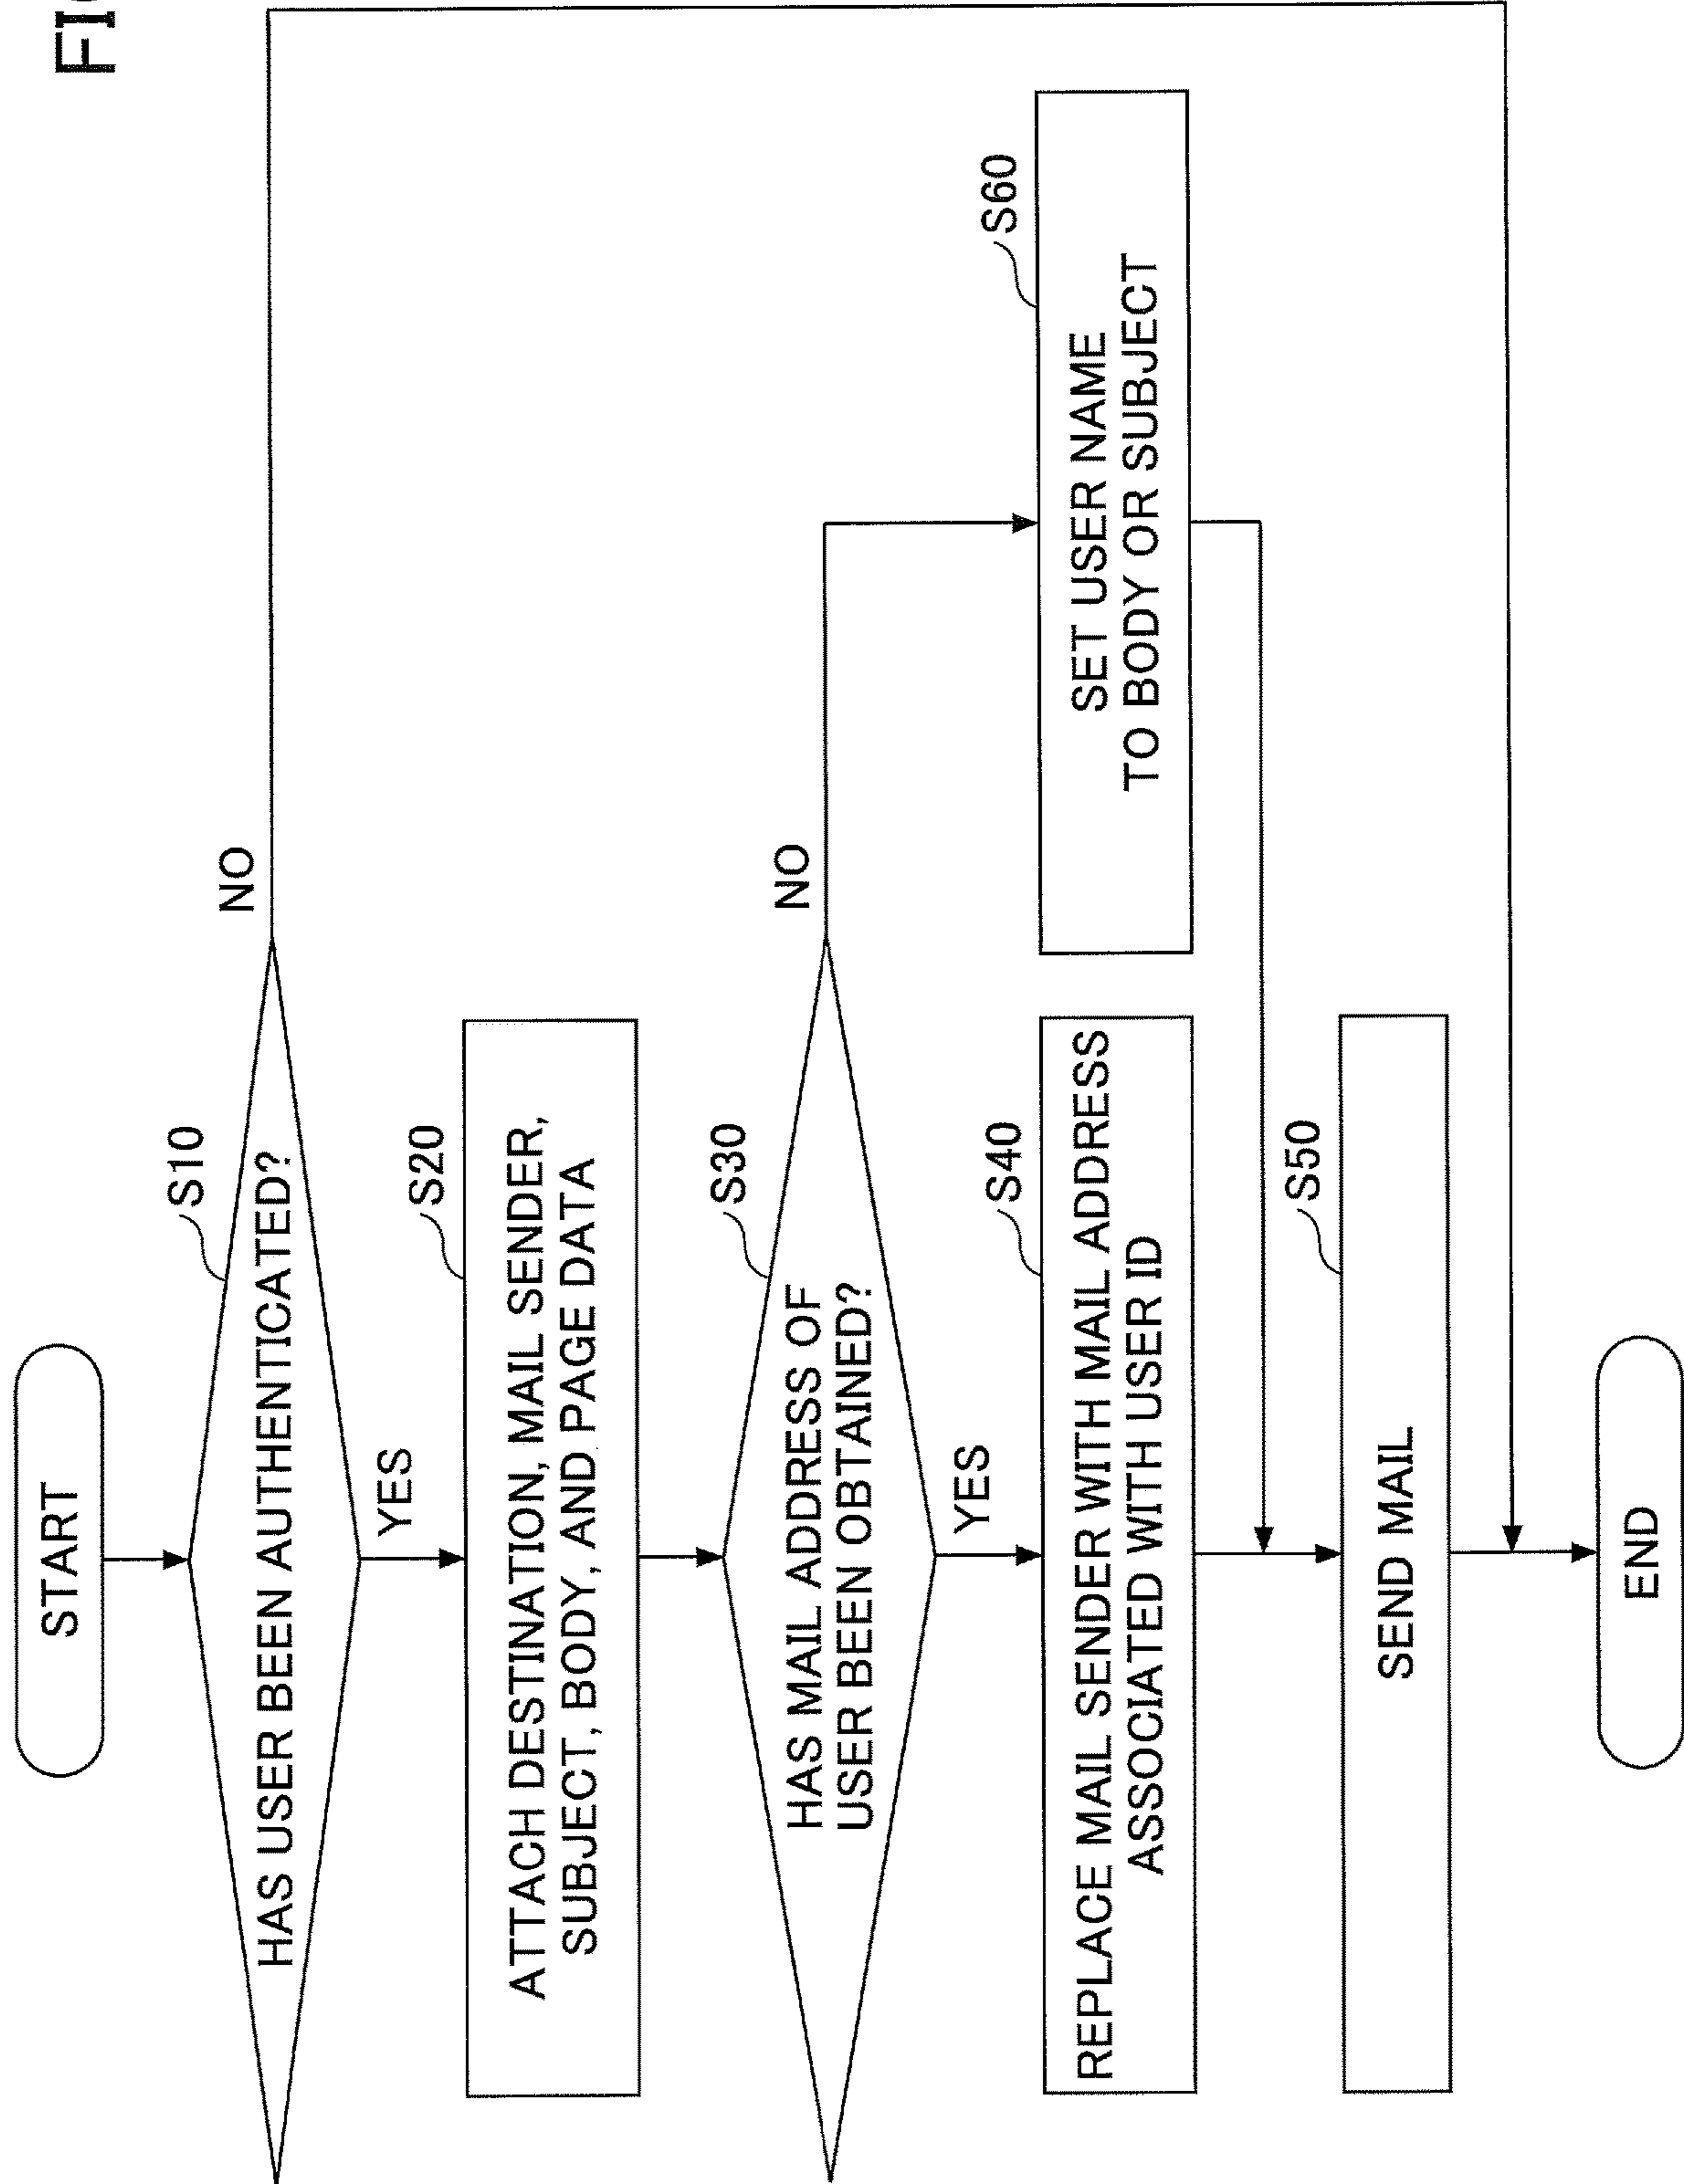 FIG
START
S10
HAS USER BEEN AUTHENTICATED?
NO
YES
S20
ATTACH DESTINATION, MAIL SENDER,
SUBJECT, BODY, AND PAGE DATA
S30
HAS MAIL ADDRESS OF
USER BEEN OBTAINED?
NO
YES
S40
REPLACE MAIL SENDER WITH MAIL ADDRESS
ASSOCIATED WITH USER ID
S60
SET USER NAME
TO BODY OR SUBJECT
S50
SEND MAIL
END